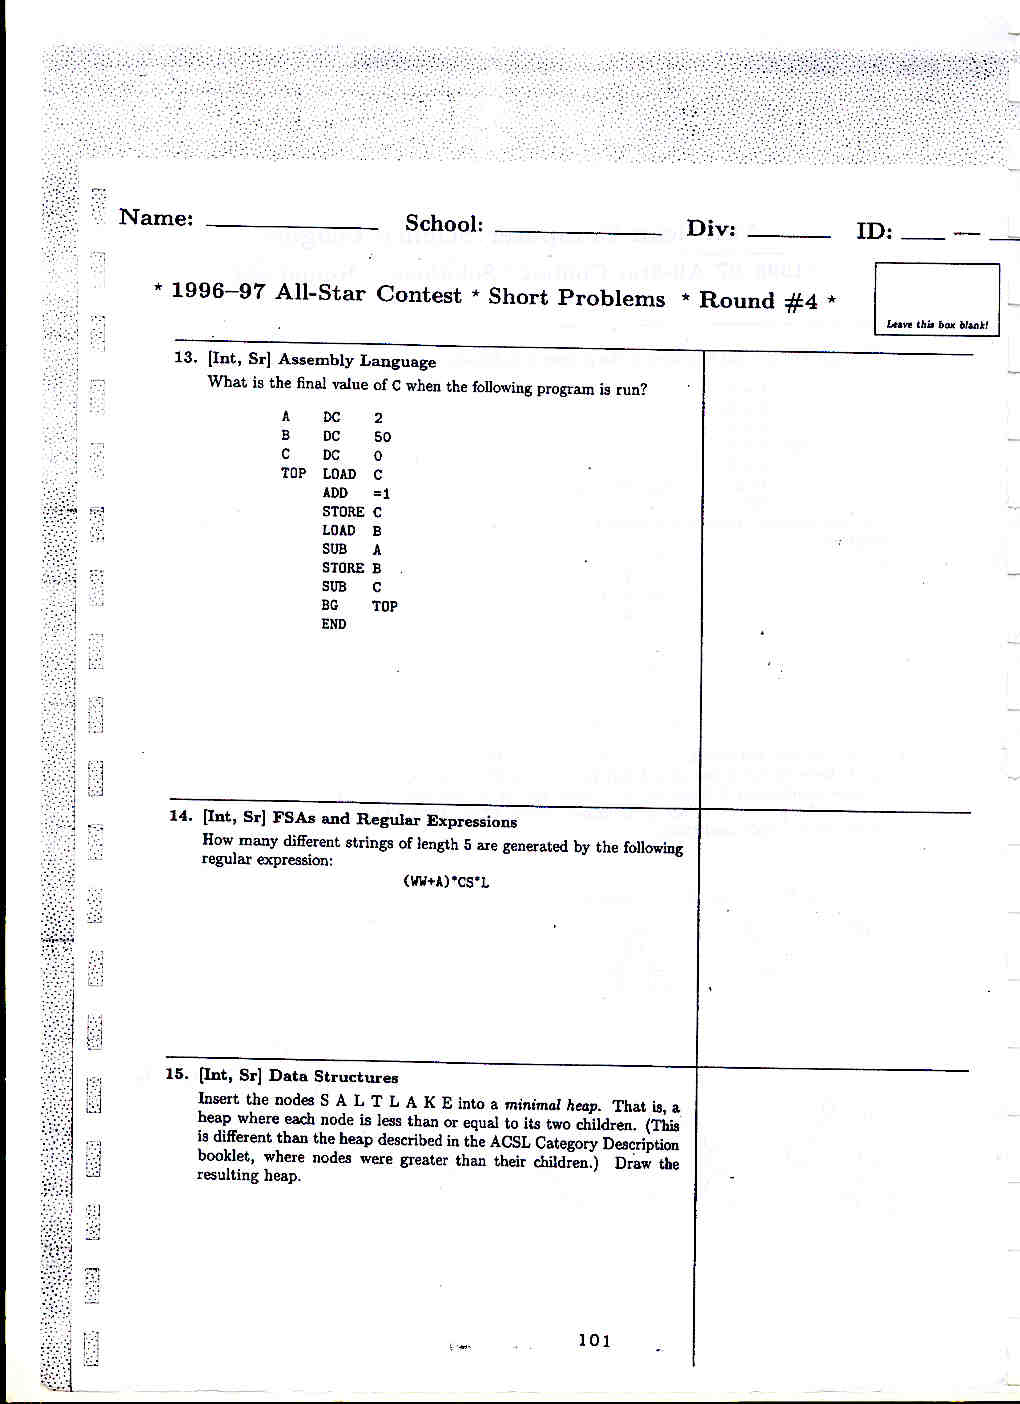 Name: ______ School: ______ Div: ______ ID: ___ — ___
* 1996–97 All-Star Contest * Short Problems * Round #4 *
Leave this box blank!
13. [Int, Sr] Assembly Language
What is the final value of C when the following program is run?
A DC 2
B DC 50
C DC 0
TOP LOAD C
ADD =1
STORE C
LOAD B
SUB A
STORE B
SUB C
BG TOP
END
14. [Int, Sr] FSAs and Regular Expressions
How many different strings of length 5 are generated by the following
regular expression:
(WW+A)*CS*L
15. [Int, Sr] Data Structures
Insert the nodes S A L T L A K E into a minimal heap. That is, a
heap where each node is less than or equal to its two children. (This
is different than the heap described in the ACSL Category Description
booklet, where nodes were greater than their children.) Draw the
resulting heap.
101